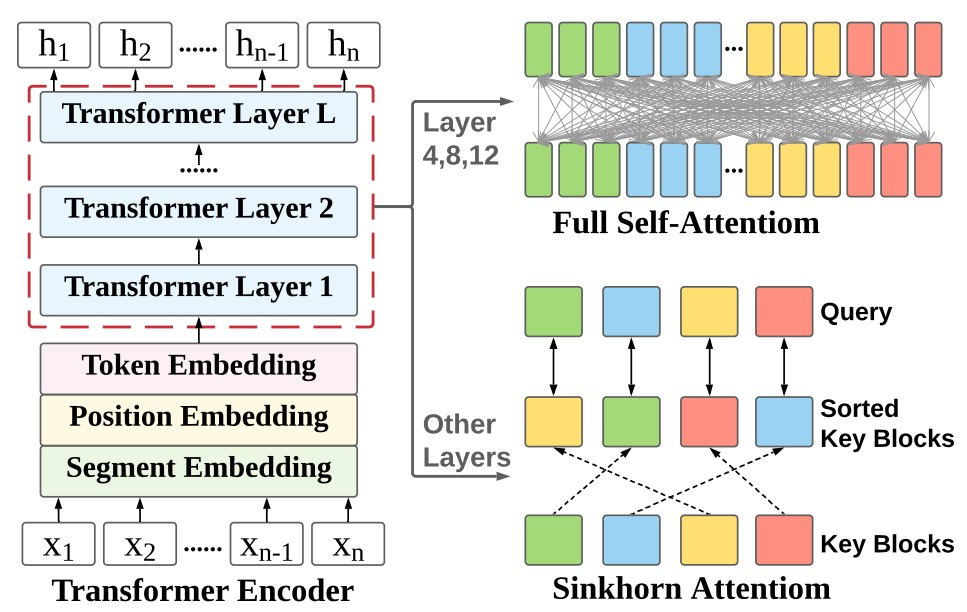 h1 h2 ...... hn-1 hn
Transformer Layer L
......
Transformer Layer 2
Transformer Layer 1
Token Embedding
Position Embedding
Segment Embedding
x1 x2 ...... xn-1 xn
Transformer Encoder
Layer
4,8,12
Other
Layers
...
...
Full Self-Attentiom
Query
Sorted
Key Blocks
Key Blocks
Sinkhorn Attentiom